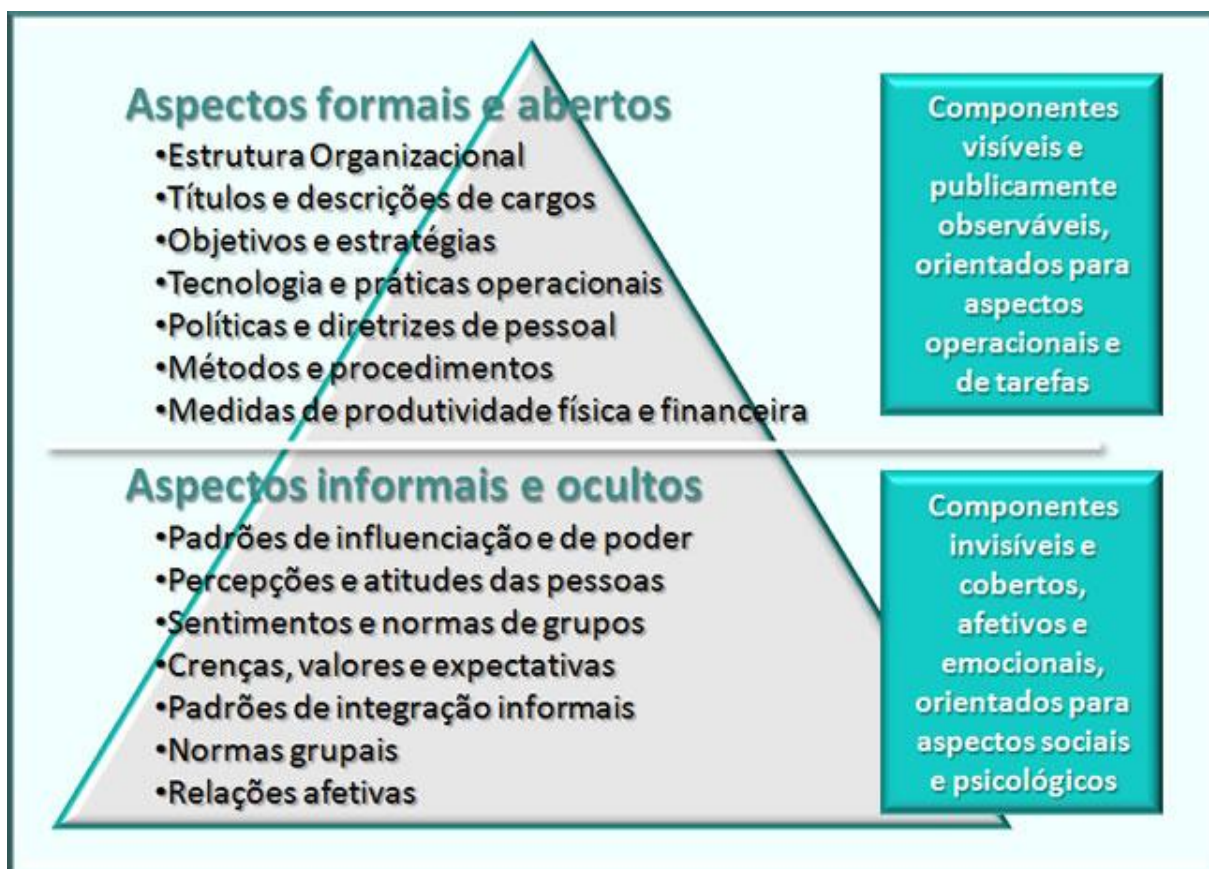 Aspectos formais e abertos
•Estrutura Organizacional
•Títulos e descrições de cargos
•Objetivos e estratégias
•Tecnologia e práticas operacionais
•Políticas e diretrizes de pessoal
•Métodos e procedimentos
•Medidas de produtividade física e financeira
Componentes
visíveis e
publicamente
observáveis,
orientados para
aspectos
operacionais e
de tarefas
Aspectos informais e ocultos
•Padrões de influenciação e de poder
•Percepções e atitudes das pessoas
•Sentimentos e normas de grupos
•Crenças, valores e expectativas
•Padrões de integração informais
•Normas grupais
•Relações afetivas
Componentes
invisíveis e
cobertos,
afetivos e
emocionais,
orientados para
aspectos sociais
e psicológicos